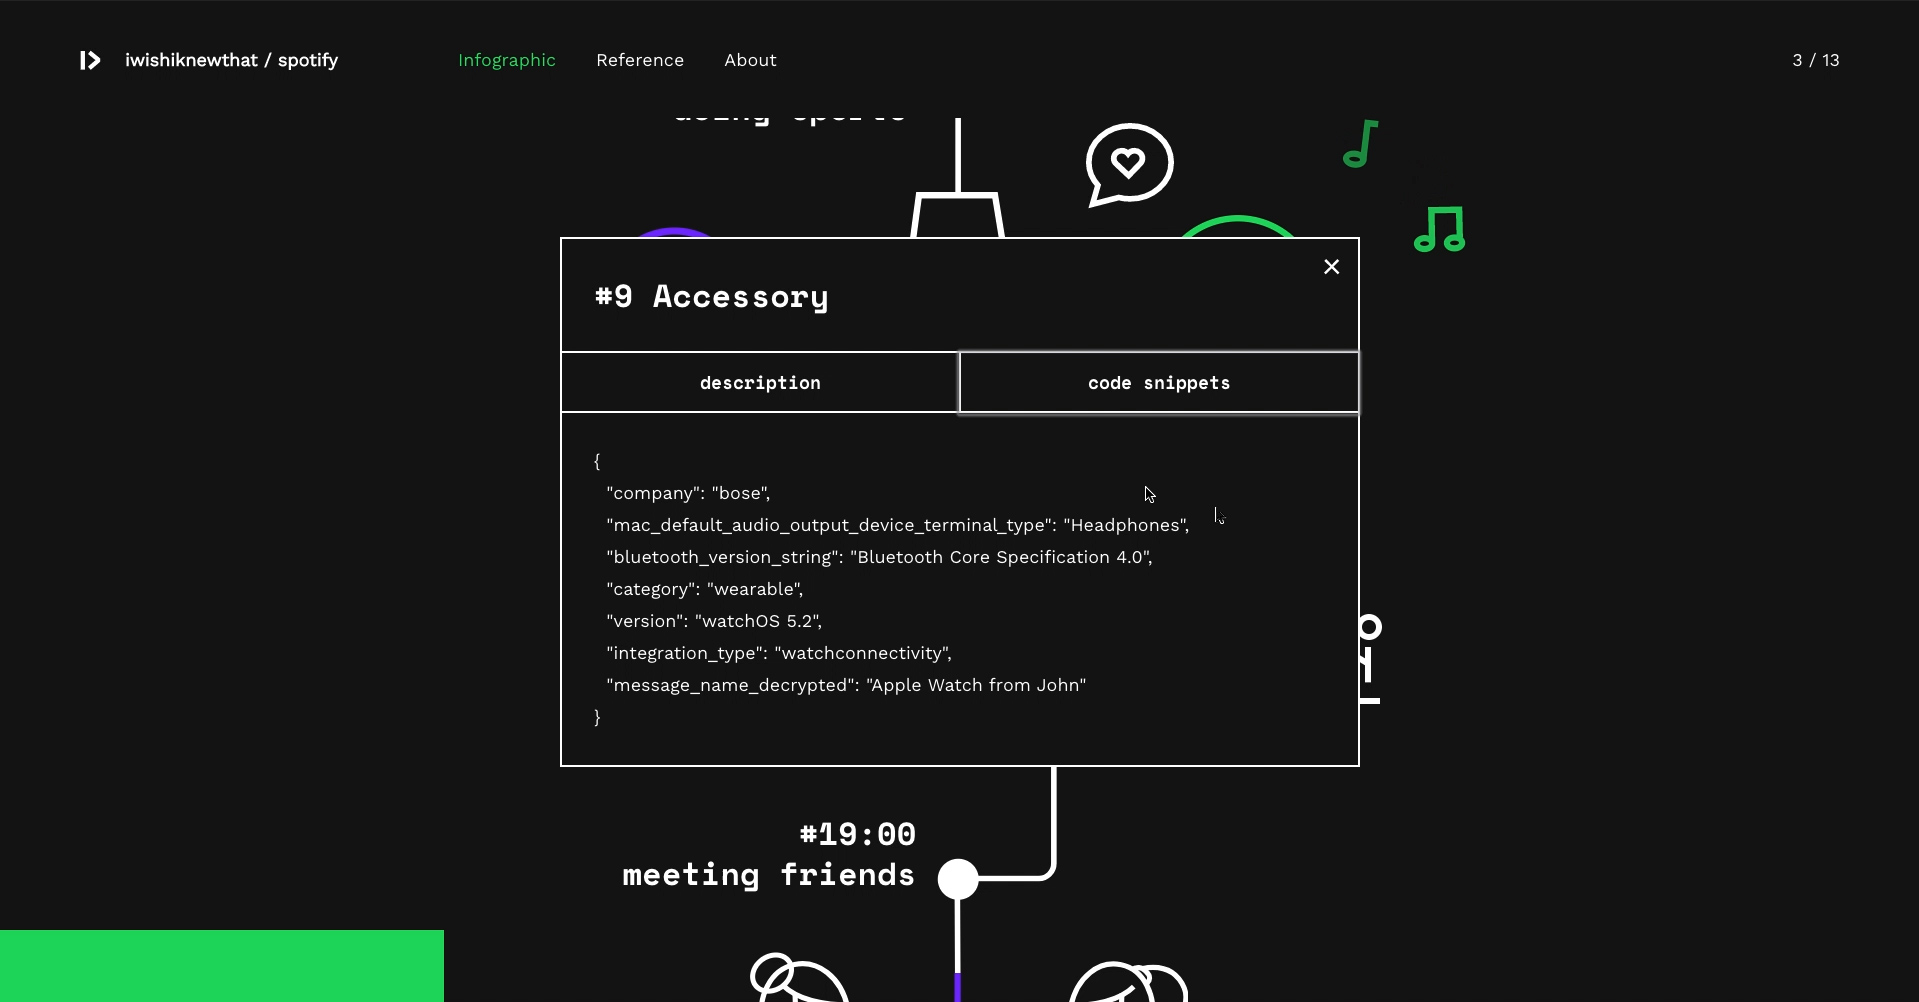 iwishiknewthat / spotify
Infographic
Reference
About
3 / 13
doing sports
#9 Accessory
description
code snippets
{
"company": "bose",
"mac_default_audio_output_device_terminal_type": "Headphones",
"bluetooth_version_string": "Bluetooth Core Specification 4.0",
"category": "wearable",
"version": "watchOS 5.2",
"integration_type": "watchconnectivity",
"message_name_decrypted": "Apple Watch from John"
}
#19:00
meeting friends